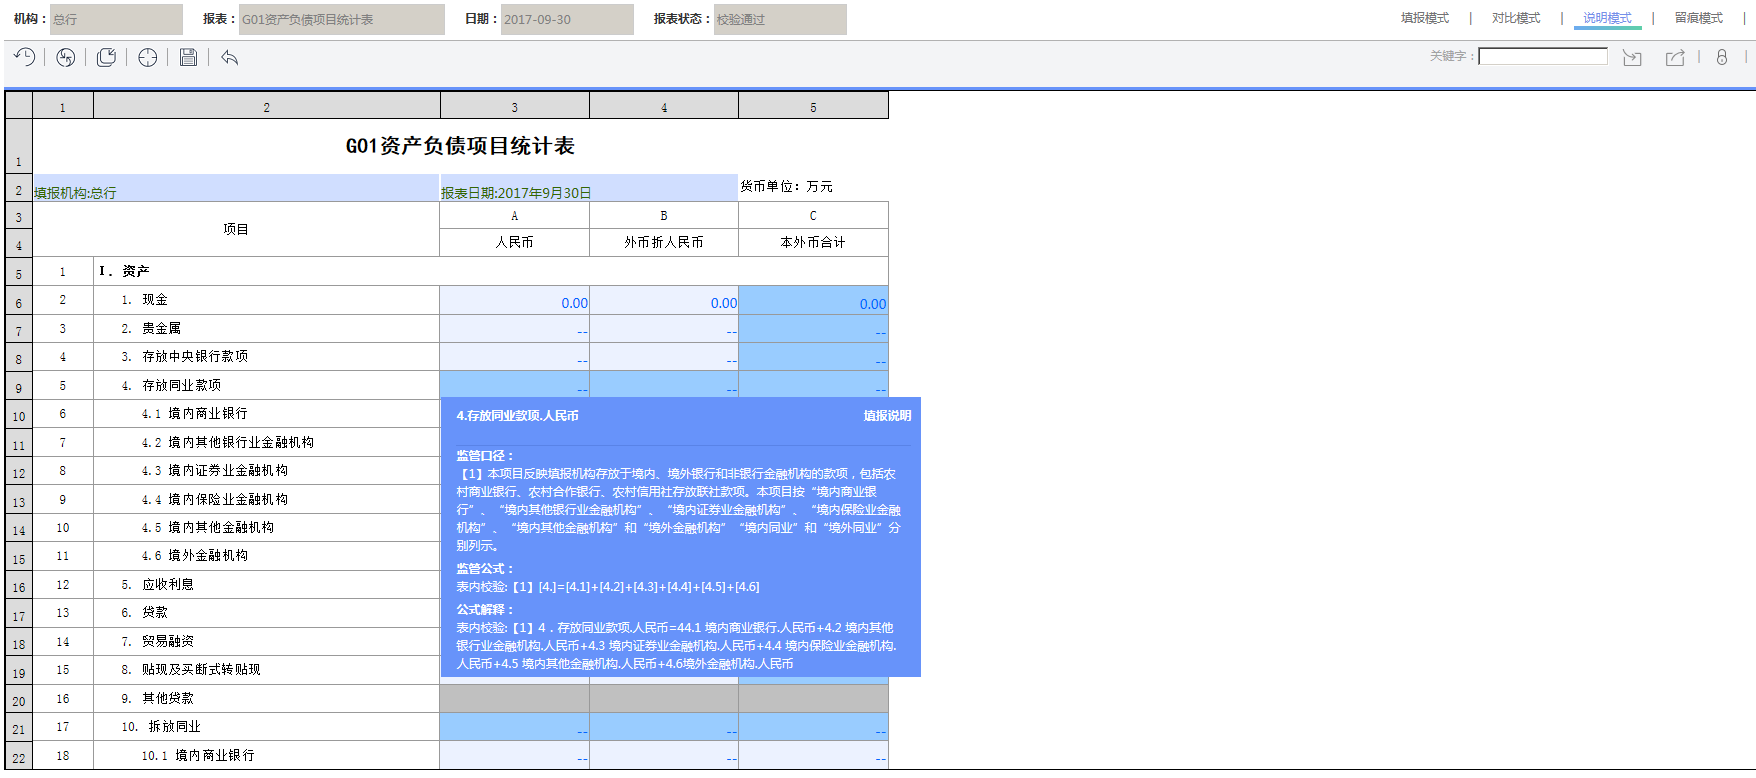 机构： 总行 报表： G01资产负债项目统计表 日期： 2017-09-30 报表状态： 校验通过 填报模式 | 对比模式 | 说明模式 | 留痕模式 |
关键字：
1 2 3 4 5
1 G01资产负债项目统计表
2 填报机构:总行 报表日期:2017年9月30日 货币单位: 万元
3 项目 A B C
4 人民币 外币折人民币 本外币合计
5 1 I. 资产
6 2 1. 现金 0.00 0.00 0.00
7 3 2. 贵金属 -- -- --
8 4 3. 存放中央银行款项 -- -- --
9 5 4. 存放同业款项 -- -- --
10 6 4.1 境内商业银行
11 7 4.2 境内其他银行业金融机构
12 8 4.3 境内证券业金融机构
13 9 4.4 境内保险业金融机构
14 10 4.5 境内其他金融机构
15 11 4.6 境外金融机构
16 12 5. 应收利息
17 13 6. 贷款
18 14 7. 贸易融资
19 15 8. 贴现及买断式转贴现
20 16 9. 其他贷款
21 17 10. 拆放同业 -- -- --
22 18 10.1 境内商业银行 -- -- --
4.存放同业款项.人民币 填报说明
监管口径：
【1】本项目反映填报机构存放于境内、境外银行和非银行金融机构的款项，包括农
村商业银行、农村合作银行、农村信用社存放联社款项。本项目按“境内商业银
行”、“境内其他银行业金融机构”、“境内证券业金融机构”、“境内保险业金融
机构”、“境内其他金融机构”和“境外金融机构”“境内同业”和“境外同业”分
别列示。
监管公式：
表内校验:【1】[4.]=[4.1]+[4.2]+[4.3]+[4.4]+[4.5]+[4.6]
公式解释：
表内校验:【1】4．存放同业款项.人民币=44.1 境内商业银行.人民币+4.2 境内其他
银行业金融机构.人民币+4.3 境内证券业金融机构.人民币+4.4 境内保险业金融机构.
人民币+4.5 境内其他金融机构.人民币+4.6境外金融机构.人民币